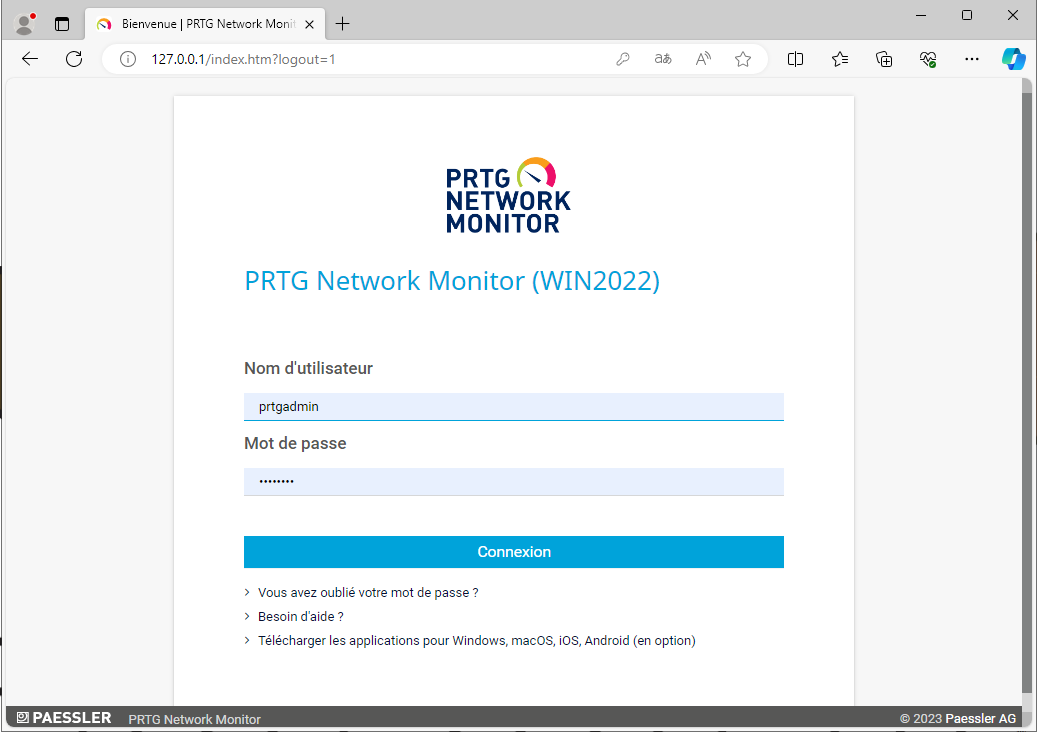 Bienvenue | PRTG Network Monit
127.0.0.1/index.htm?logout=1
PRTG
NETWORK
MONITOR
PRTG Network Monitor (WIN2022)
Nom d'utilisateur
prtgadmin
Mot de passe
••••••••
Connexion
Vous avez oublié votre mot de passe ?
Besoin d'aide ?
Télécharger les applications pour Windows, macOS, iOS, Android (en option)
PAESSLER PRTG Network Monitor © 2023 Paessler AG